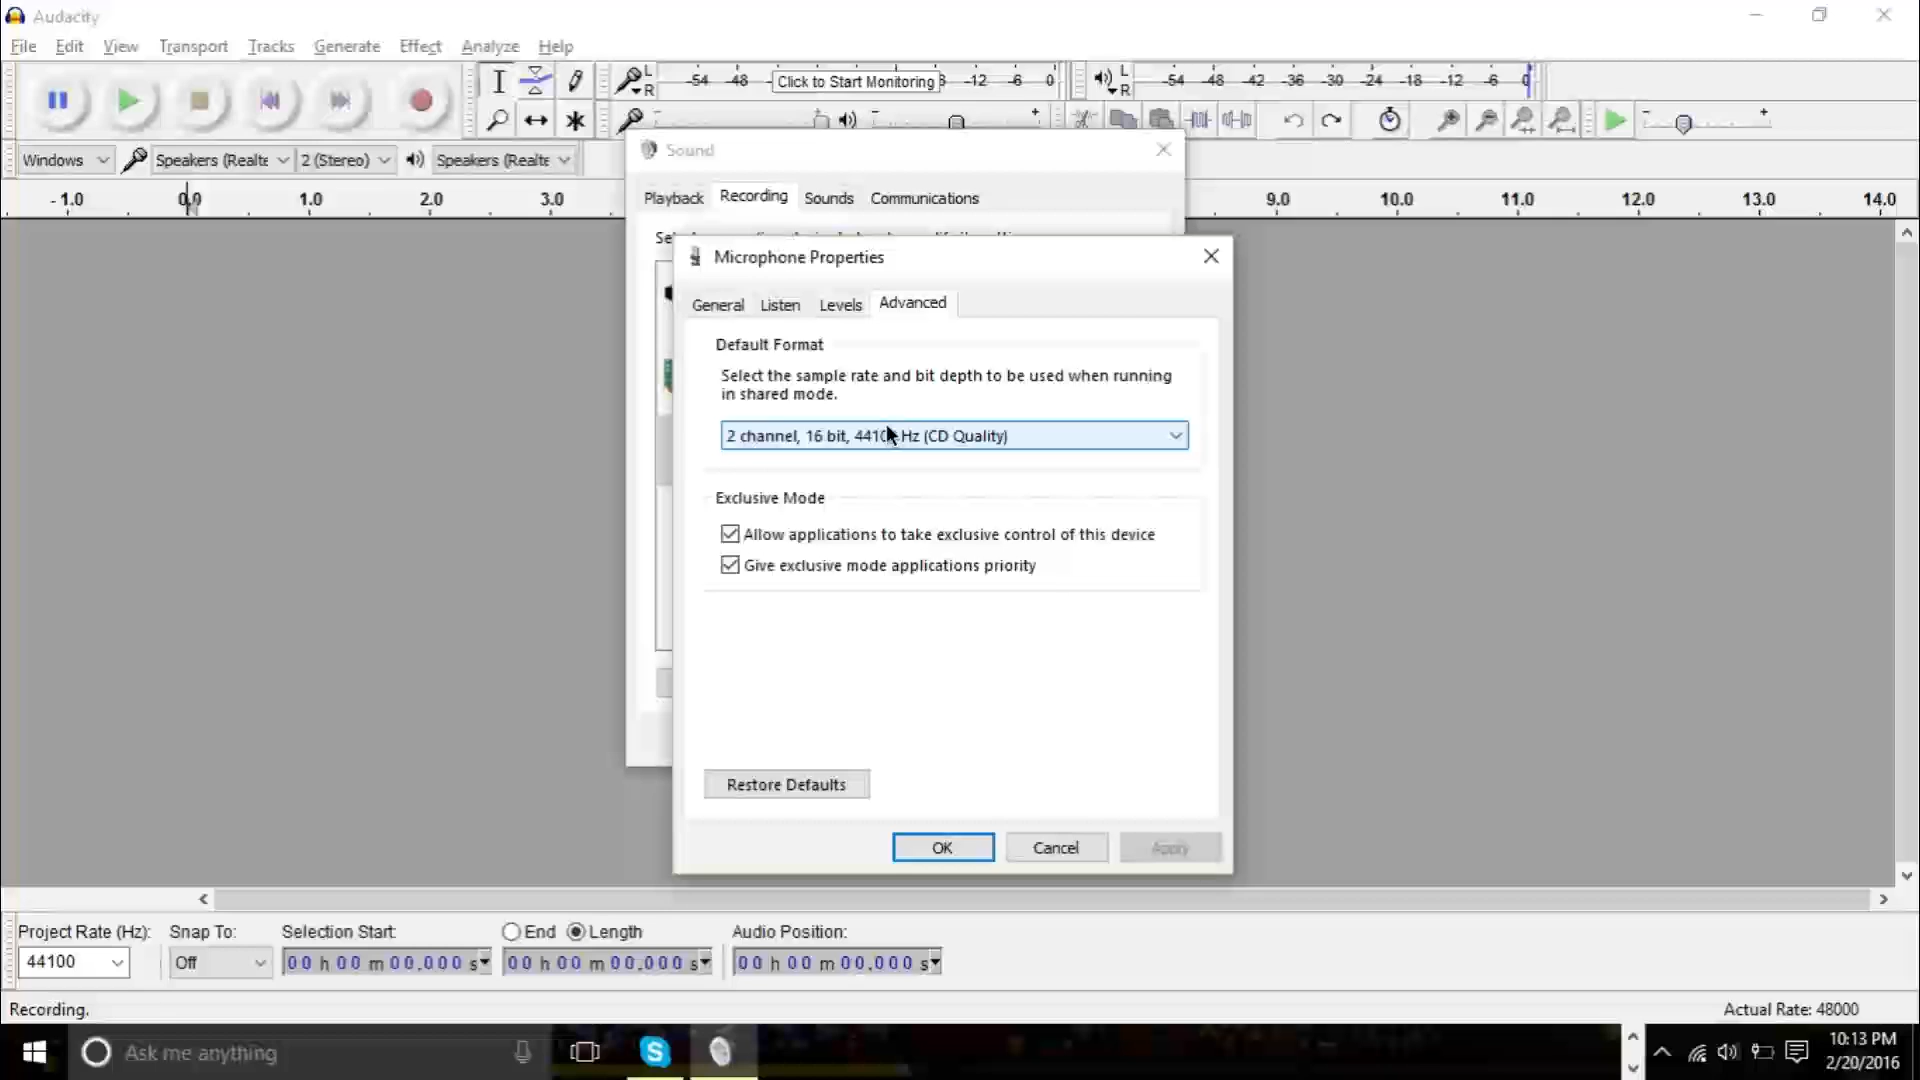 Audacity
File Edit View Transport Tracks Generate Effect Analyze Help
L R -54 -48 Click to Start Monitoring -12 -6 0
L R -54 -48 -42 -36 -30 -24 -18 -12 -6 0
Windows Speakers (Realte 2 (Stereo) Speakers (Realte
-1.0 0.0 1.0 2.0 3.0 9.0 10.0 11.0 12.0 13.0 14.0
Sound
Playback Recording Sounds Communications
Microphone Properties
General Listen Levels Advanced
Default Format
Select the sample rate and bit depth to be used when running
in shared mode.
2 channel, 16 bit, 4410 Hz (CD Quality)
Exclusive Mode
Allow applications to take exclusive control of this device
Give exclusive mode applications priority
Restore Defaults
OK Cancel Apply
Project Rate (Hz): Snap To: Selection Start: End Length Audio Position:
44100 Off 00 h 00 m 00.000 s 00 h 00 m 00.000 s 00 h 00 m 00.000 s
Recording. Actual Rate: 48000
Ask me anything
10:13 PM
2/20/2016